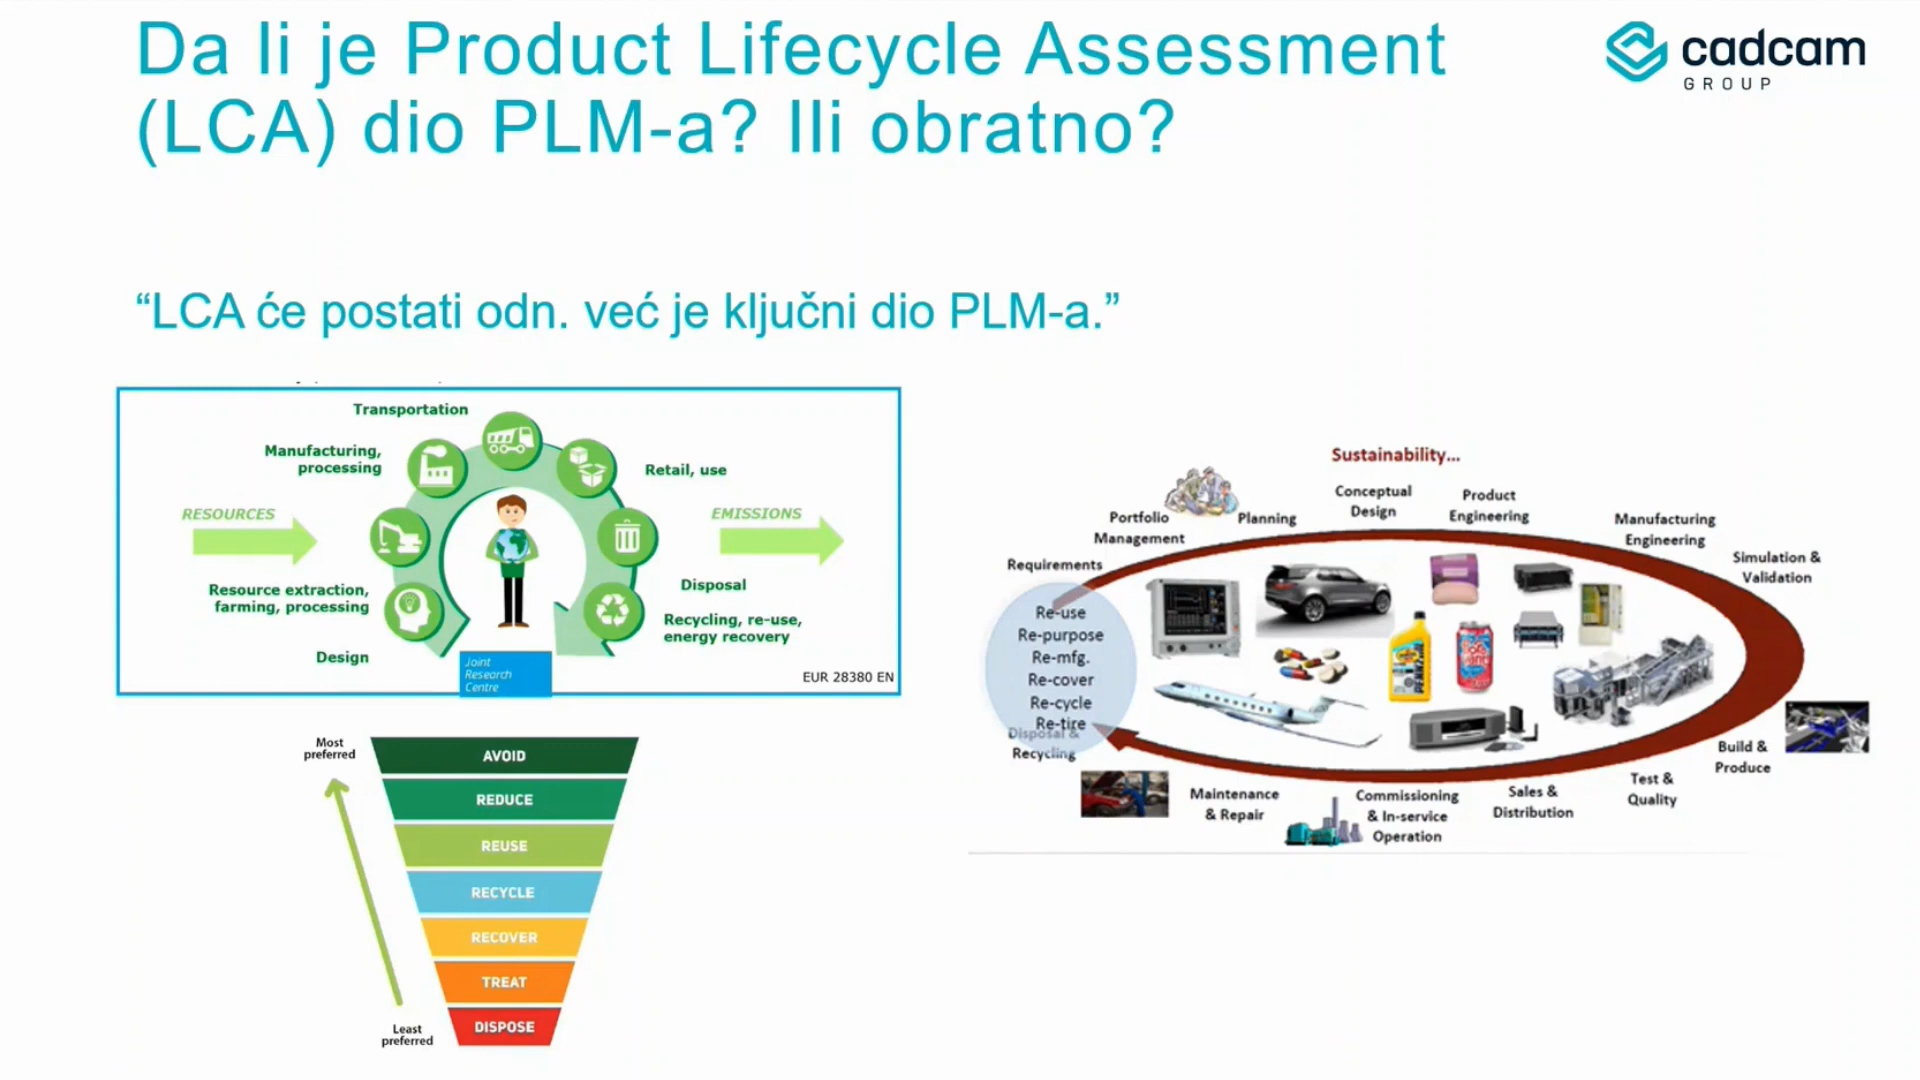 Da li je Product Lifecycle Assessment
(LCA) dio PLM-a? Ili obratno?
cadcam
GROUP
“LCA će postati odn. već je ključni dio PLM-a.”
Transportation
Manufacturing,
processing
Retail, use
RESOURCES
EMISSIONS
Resource extraction,
farming, processing
Disposal
Recycling, re-use,
energy recovery
Design
Joint
Research
Centre
EUR 28380 EN
Most
preferred
AVOID
REDUCE
REUSE
RECYCLE
RECOVER
TREAT
DISPOSE
Least
preferred
Sustainability...
Requirements
Portfolio
Management
Planning
Conceptual
Design
Product
Engineering
Manufacturing
Engineering
Simulation &
Validation
Build &
Produce
Test &
Quality
Sales &
Distribution
Commissioning
& In-service
Operation
Maintenance
& Repair
Re-use
Re-purpose
Re-mfg.
Re-cover
Re-cycle
Re-tire
Disposal &
Recycling